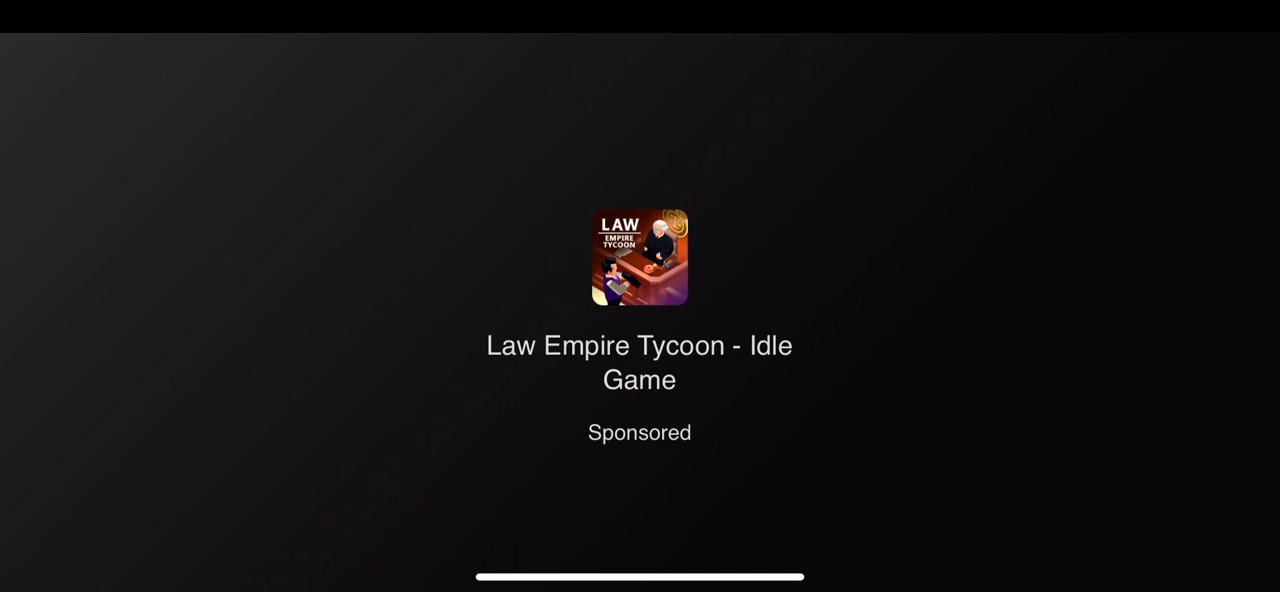 LAW
EMPIRE
TYCOON
Law Empire Tycoon - Idle
Game
Sponsored